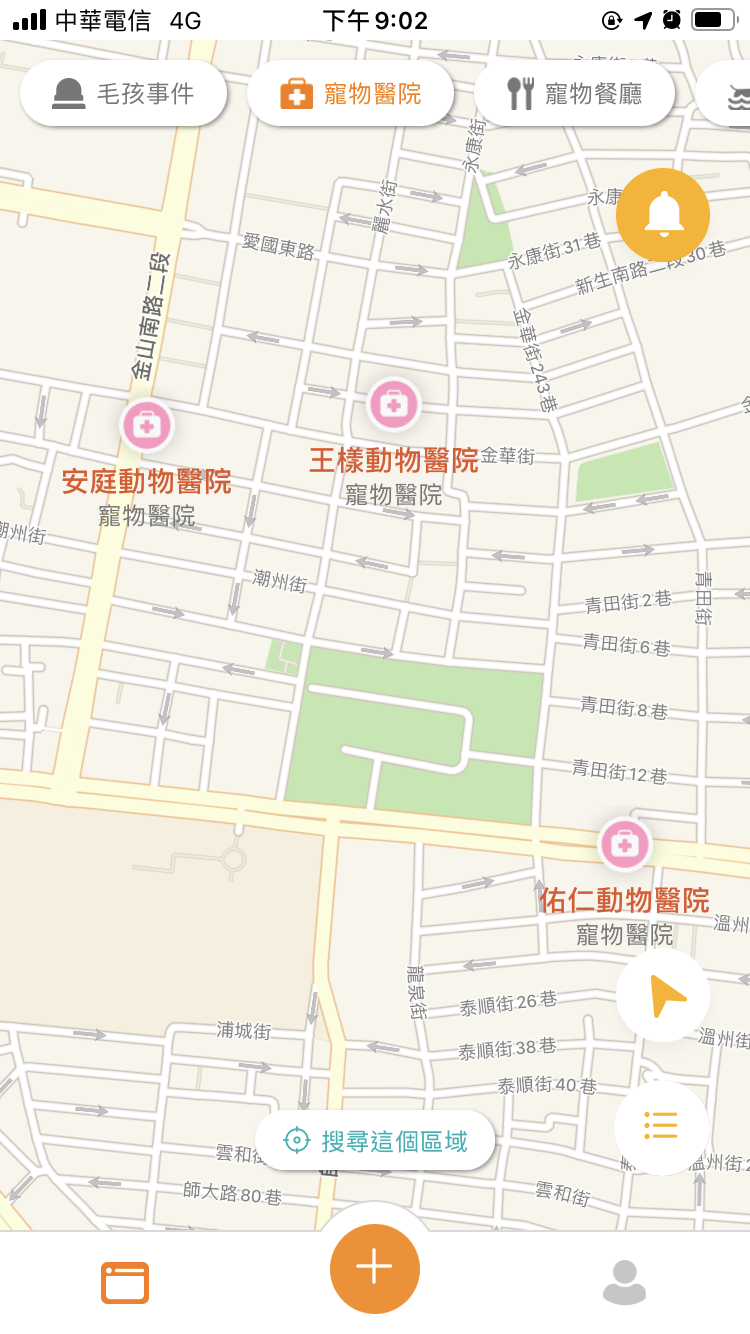 中華電信 4G 下午9:02
毛孩事件
寵物醫院
寵物餐廳
永康街
麗水街
愛國東路
永康街31巷
新生南路二段30巷
金山南路二段
金華街243巷
金華街
王樣動物醫院
寵物醫院
安庭動物醫院
寵物醫院
潮州街
潮州街
青田街2巷
青田街
青田街6巷
青田街8巷
青田街12巷
佑仁動物醫院
寵物醫院
溫州
龍泉街
泰順街26巷
浦城街
泰順街38巷
溫州街
泰順街40巷
搜尋這個區域
雲和街
師大路80巷
雲和街